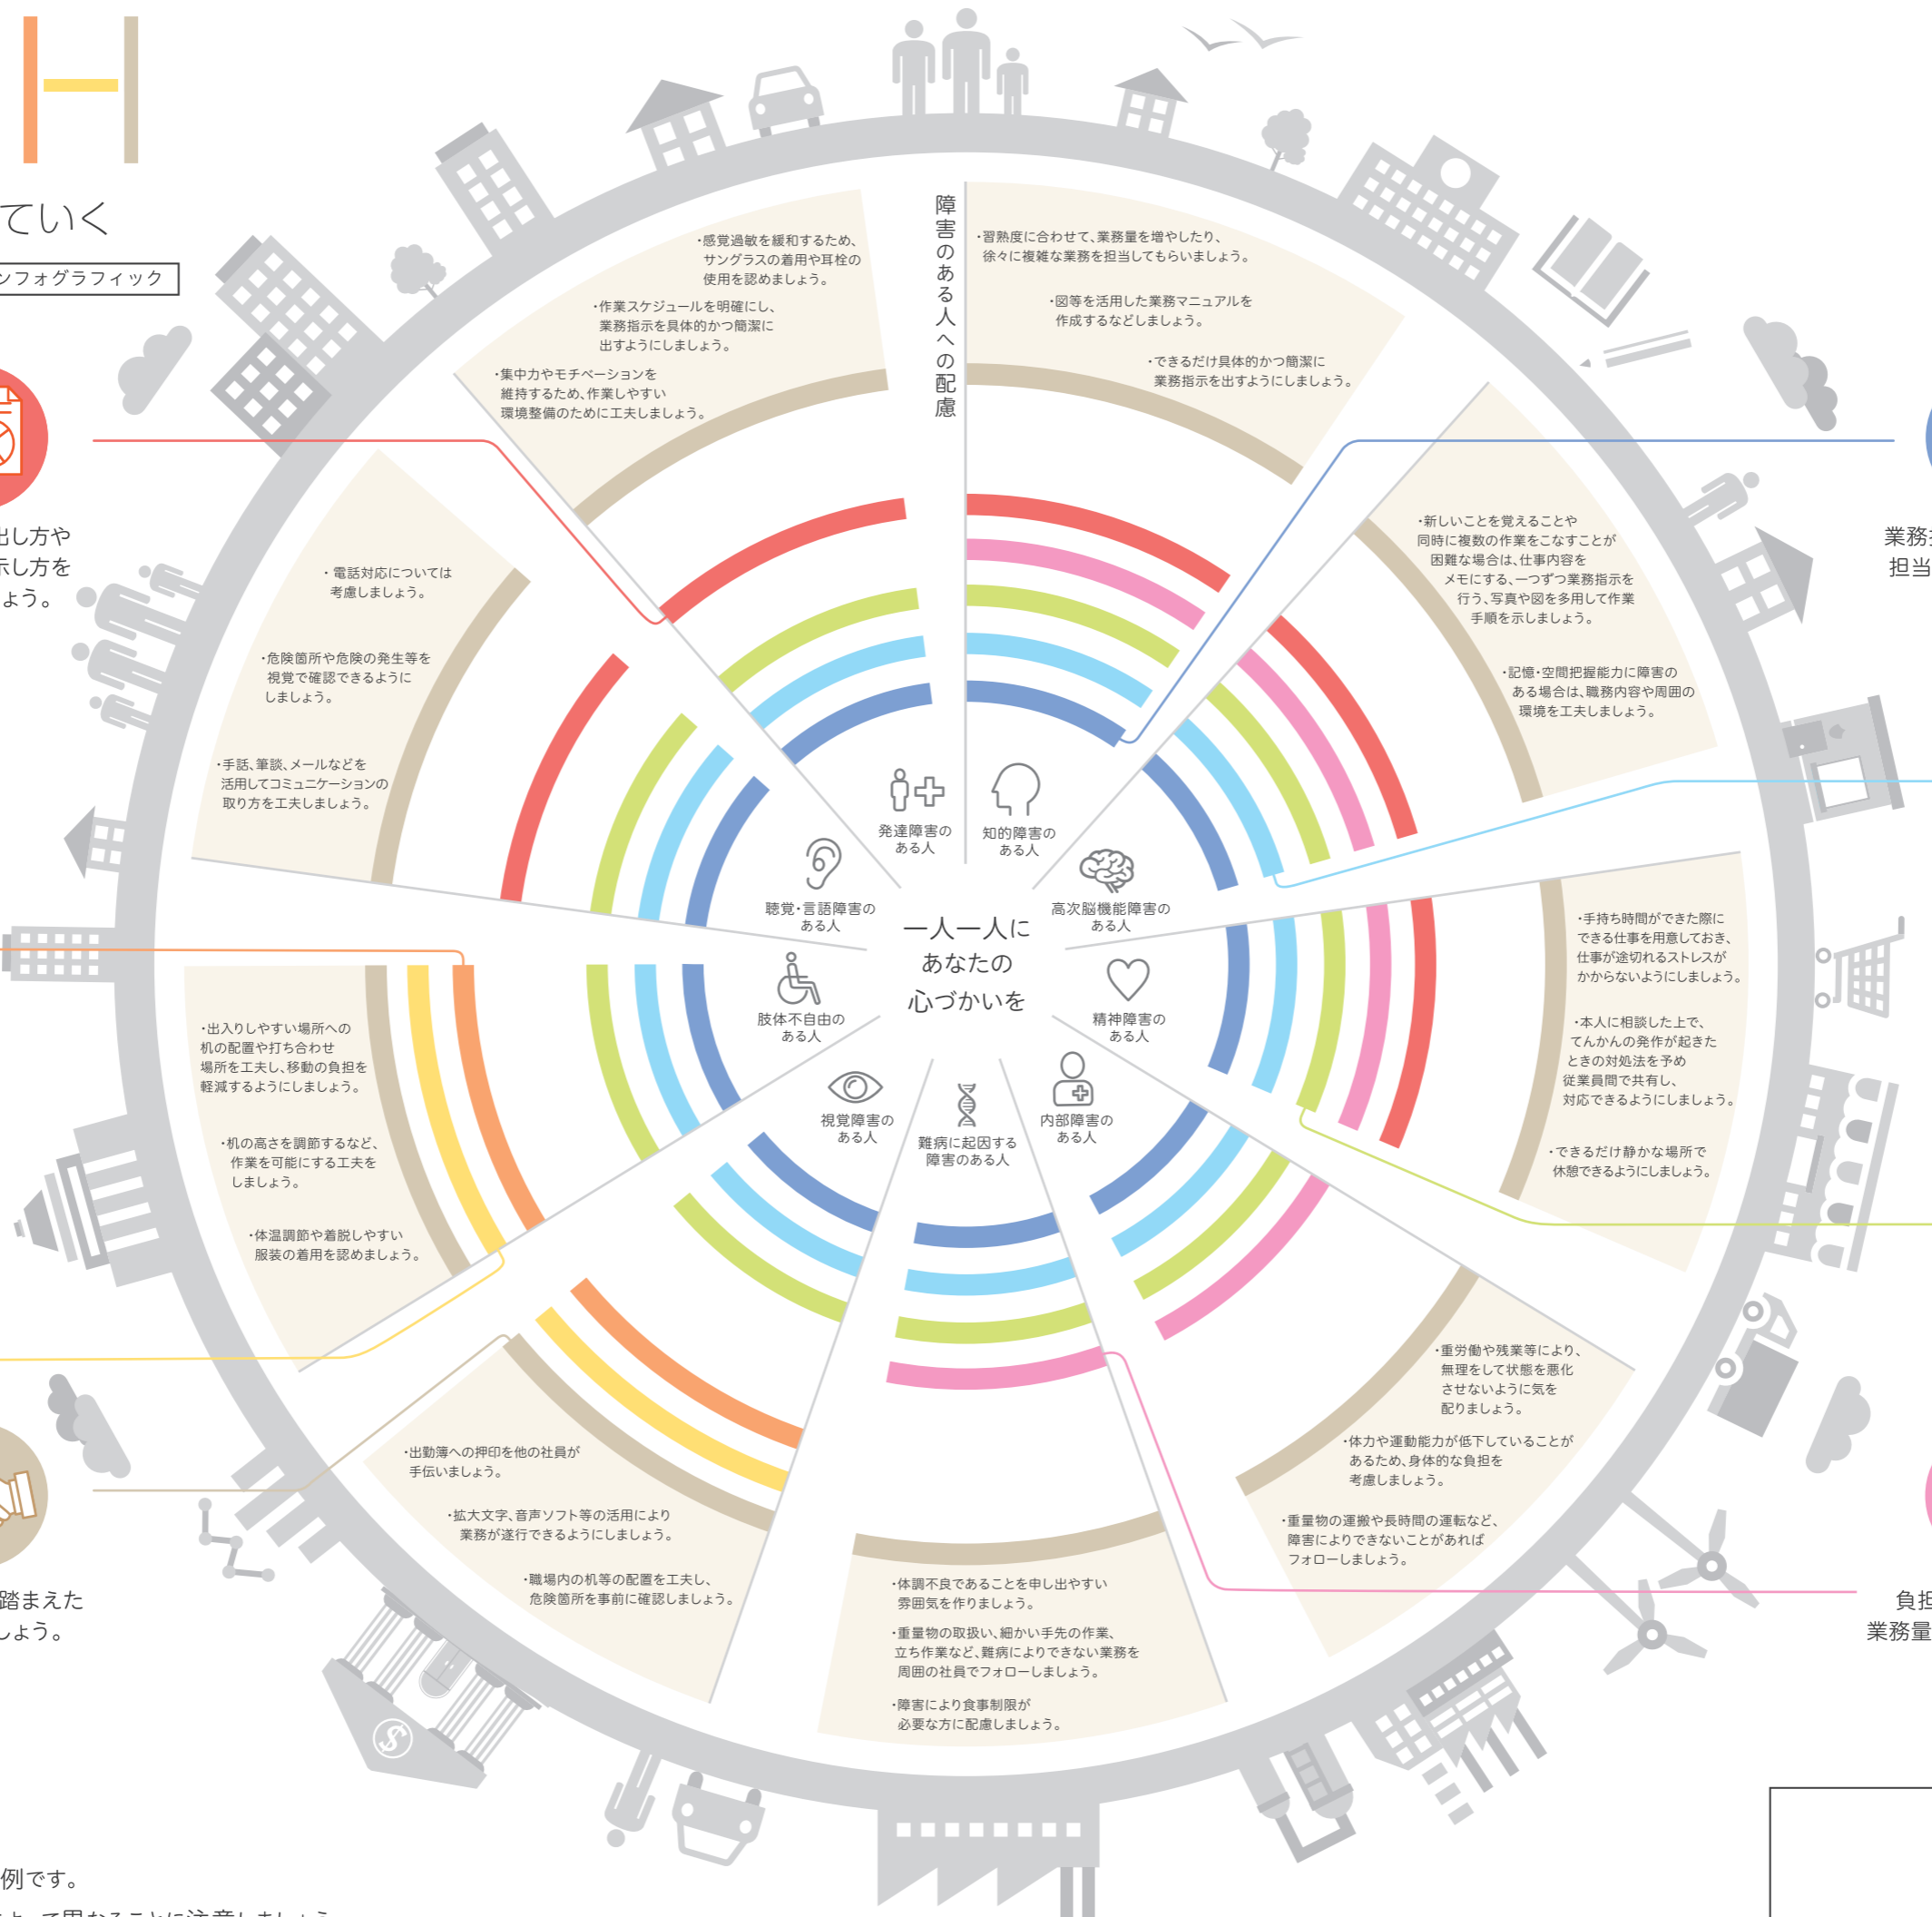 ていく
ンフォグラフィック
出し方や
示し方を
ょう。
障害のある人への配慮
・習熟度に合わせて、業務量を増やしたり、
徐々に複雑な業務を担当してもらいましょう。
・図等を活用した業務マニュアルを
作成するなどしましょう。
・できるだけ具体的かつ簡潔に
業務指示を出すようにしましょう。
・新しいことを覚えることや
同時に複数の作業をこなすことが
困難な場合は、仕事内容を
メモにする、一つずつ業務指示を
行う、写真や図を多用して作業
手順を示しましょう。
・記憶・空間把握能力に障害の
ある場合は、職務内容や周囲の
環境を工夫しましょう。
・手持ち時間ができた際に
できる仕事を用意しておき、
仕事が途切れるストレスが
かからないようにしましょう。
・本人に相談した上で、
てんかんの発作が起きた
ときの対処法を予め
従業員間で共有し、
対応できるようにしましょう。
・できるだけ静かな場所で
休憩できるようにしましょう。
・重労働や残業等により、
無理をして状態を悪化
させないように気を
配りましょう。
・体力や運動能力が低下していることが
あるため、身体的な負担を
考慮しましょう。
・重量物の運搬や長時間の運転など、
障害によりできないことがあれば
フォローしましょう。
・体調不良であることを申し出やすい
雰囲気を作りましょう。
・重量物の取扱い、細かい手先の作業、
立ち作業など、難病によりできない業務を
周囲の社員でフォローしましょう。
・障害により食事制限が
必要な方に配慮しましょう。
・出勤簿への押印を他の社員が
手伝いましょう。
・拡大文字、音声ソフト等の活用により
業務が遂行できるようにしましょう。
・職場内の机等の配置を工夫し、
危険箇所を事前に確認しましょう。
・出入りしやすい場所への
机の配置や打ち合わせ
場所を工夫し、移動の負担を
軽減するようにしましょう。
・机の高さを調節するなど、
作業を可能にする工夫を
しましょう。
・体温調節や着脱しやすい
服装の着用を認めましょう。
・電話対応については
考慮しましょう。
・危険箇所や危険の発生等を
視覚で確認できるように
しましょう。
・手話、筆談、メールなどを
活用してコミュニケーションの
取り方を工夫しましょう。
・感覚過敏を緩和するため、
サングラスの着用や耳栓の
使用を認めましょう。
・作業スケジュールを明確にし、
業務指示を具体的かつ簡潔に
出すようにしましょう。
・集中力やモチベーションを
維持するため、作業しやすい
環境整備のために工夫しましょう。
発達障害の
ある人
知的障害の
ある人
聴覚・言語障害の
ある人
高次脳機能障害の
ある人
一人一人に
あなたの
心づかいを
肢体不自由の
ある人
精神障害の
ある人
視覚障害の
ある人
難病に起因する
障害のある人
内部障害の
ある人
業務
担当
踏まえた
しょう。
負担
業務量
$
例です。
よって異なることに注意しましょう